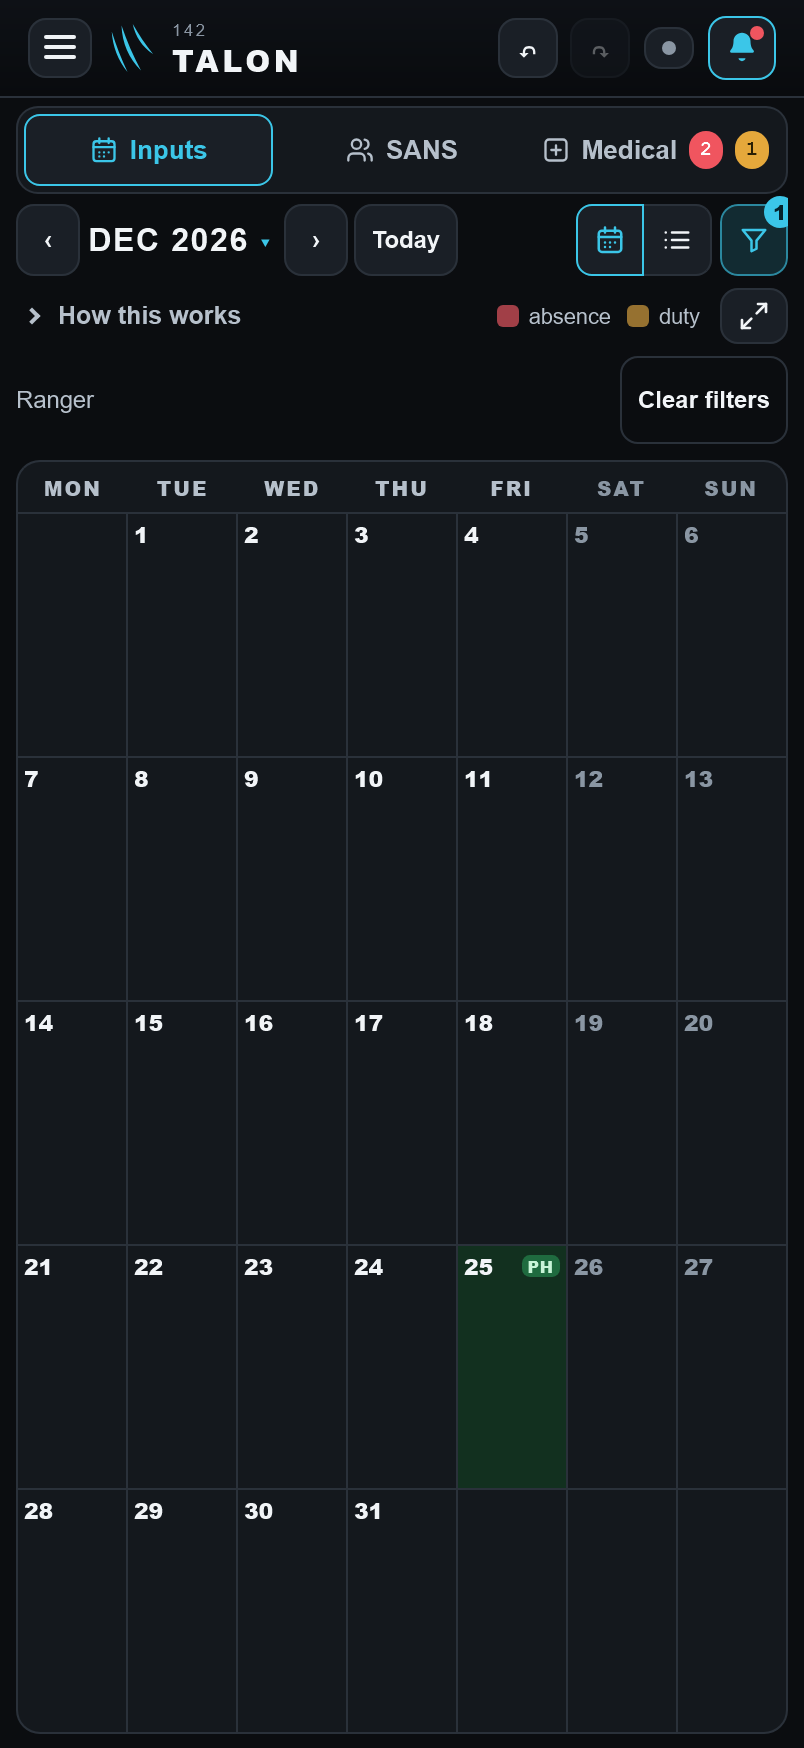 142
TALON
Inputs SANS Medical 2 1
‹ DEC 2026 ▾ › Today 1
How this works absence duty
Ranger Clear filters
MON TUE WED THU FRI SAT SUN
1 2 3 4 5 6
7 8 9 10 11 12 13
14 15 16 17 18 19 20
21 22 23 24 25 PH 26 27
28 29 30 31